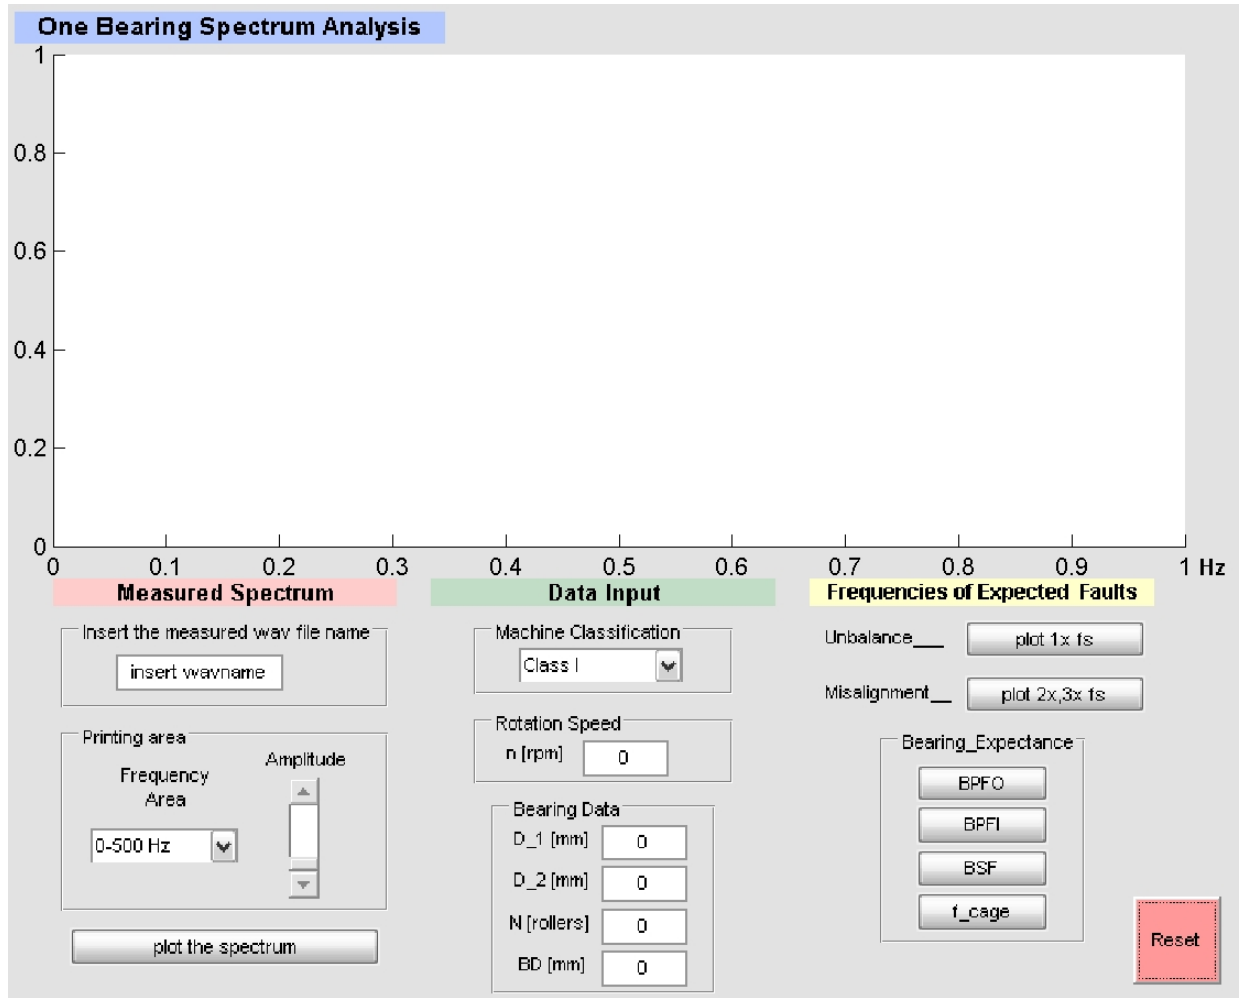 One Bearing Spectrum Analysis
1
0.8
0.6
0.4
0.2
0
0 0.1 0.2 0.3 0.4 0.5 0.6 0.7 0.8 0.9 1 Hz
Measured Spectrum
Insert the measured wav file name
insert wavname
Printing area
Frequency
Area
Amplitude
0-500 Hz
plot the spectrum
Data Input
Machine Classification
Class I
Rotation Speed
n [rpm] 0
Bearing Data
D_1 [mm] 0
D_2 [mm] 0
N [rollers] 0
BD [mm] 0
Frequencies of Expected Faults
Unbalance___ plot 1x fs
Misalignment__ plot 2x,3x fs
Bearing_Expectance
BPFO
BPFI
BSF
f_cage
Reset